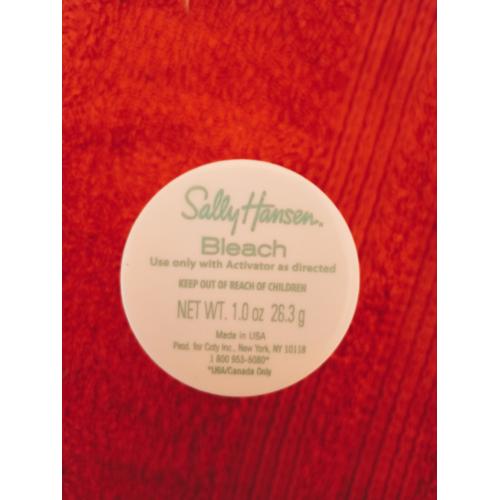 Sally Hansen.
Bleach
Use only with Activator as directed
KEEP OUT OF REACH OF CHILDREN
NET WT. 1.0 oz 26.3 g
Made in USA
Prod. for Coty Inc., New York, NY 10118
1 800 953-5080*
*USA/Canada Only